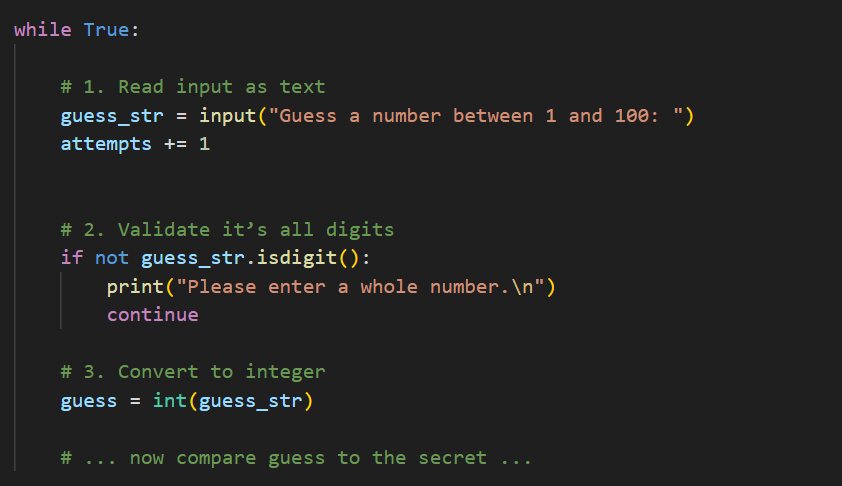 while True:
# 1. Read input as text
guess_str = input("Guess a number between 1 and 100: ")
attempts += 1
# 2. Validate it’s all digits
if not guess_str.isdigit():
print("Please enter a whole number.\n")
continue
# 3. Convert to integer
guess = int(guess_str)
# ... now compare guess to the secret ...